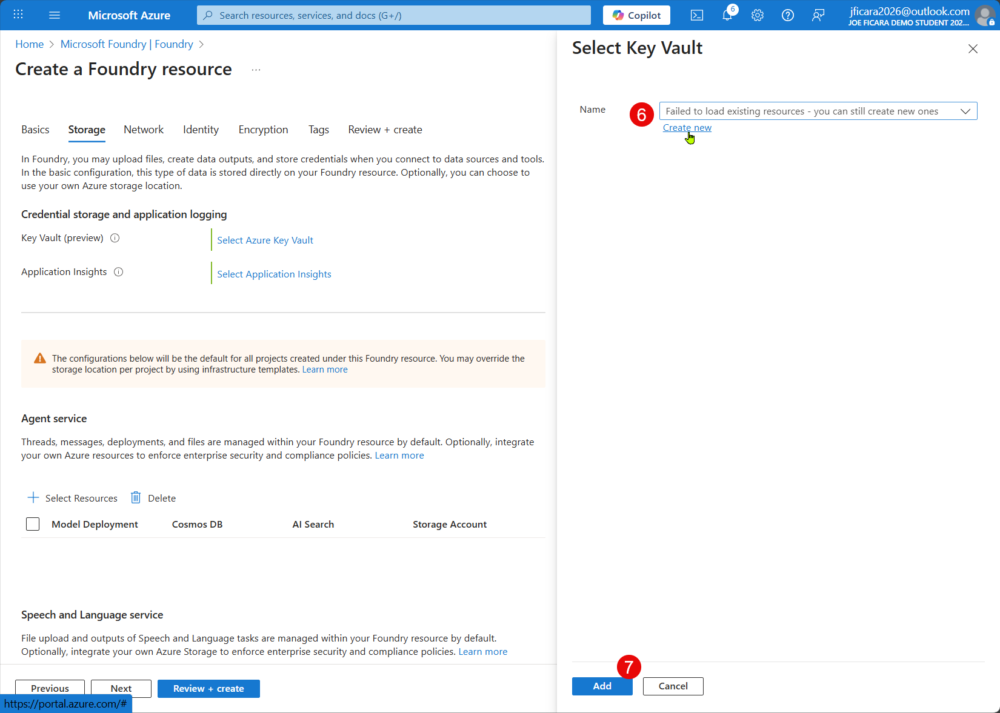 Microsoft Azure
Search resources, services, and docs (G+/)
Copilot
6
jficara2026@outlook.com
JOE FICARA DEMO STUDENT 202...
Home > Microsoft Foundry | Foundry >
Create a Foundry resource ...
Basics Storage Network Identity Encryption Tags Review + create
In Foundry, you may upload files, create data outputs, and store credentials when you connect to data sources and tools.
In the basic configuration, this type of data is stored directly on your Foundry resource. Optionally, you can choose to
use your own Azure storage location.
Credential storage and application logging
Key Vault (preview)
Select Azure Key Vault
Application Insights
Select Application Insights
The configurations below will be the default for all projects created under this Foundry resource. You may override the
storage location per project by using infrastructure templates. Learn more
Agent service
Threads, messages, deployments, and files are managed within your Foundry resource by default. Optionally, integrate
your own Azure resources to enforce enterprise security and compliance policies. Learn more
Select Resources Delete
Model Deployment Cosmos DB AI Search Storage Account
Speech and Language service
File upload and outputs of Speech and Language tasks are managed within your Foundry resource by default.
Optionally, integrate your own Azure Storage to enforce enterprise security and compliance policies. Learn more
Previous Next Review + create
https://portal.azure.com/#
Select Key Vault
Name
6
Failed to load existing resources - you can still create new ones
Create new
7
Add Cancel